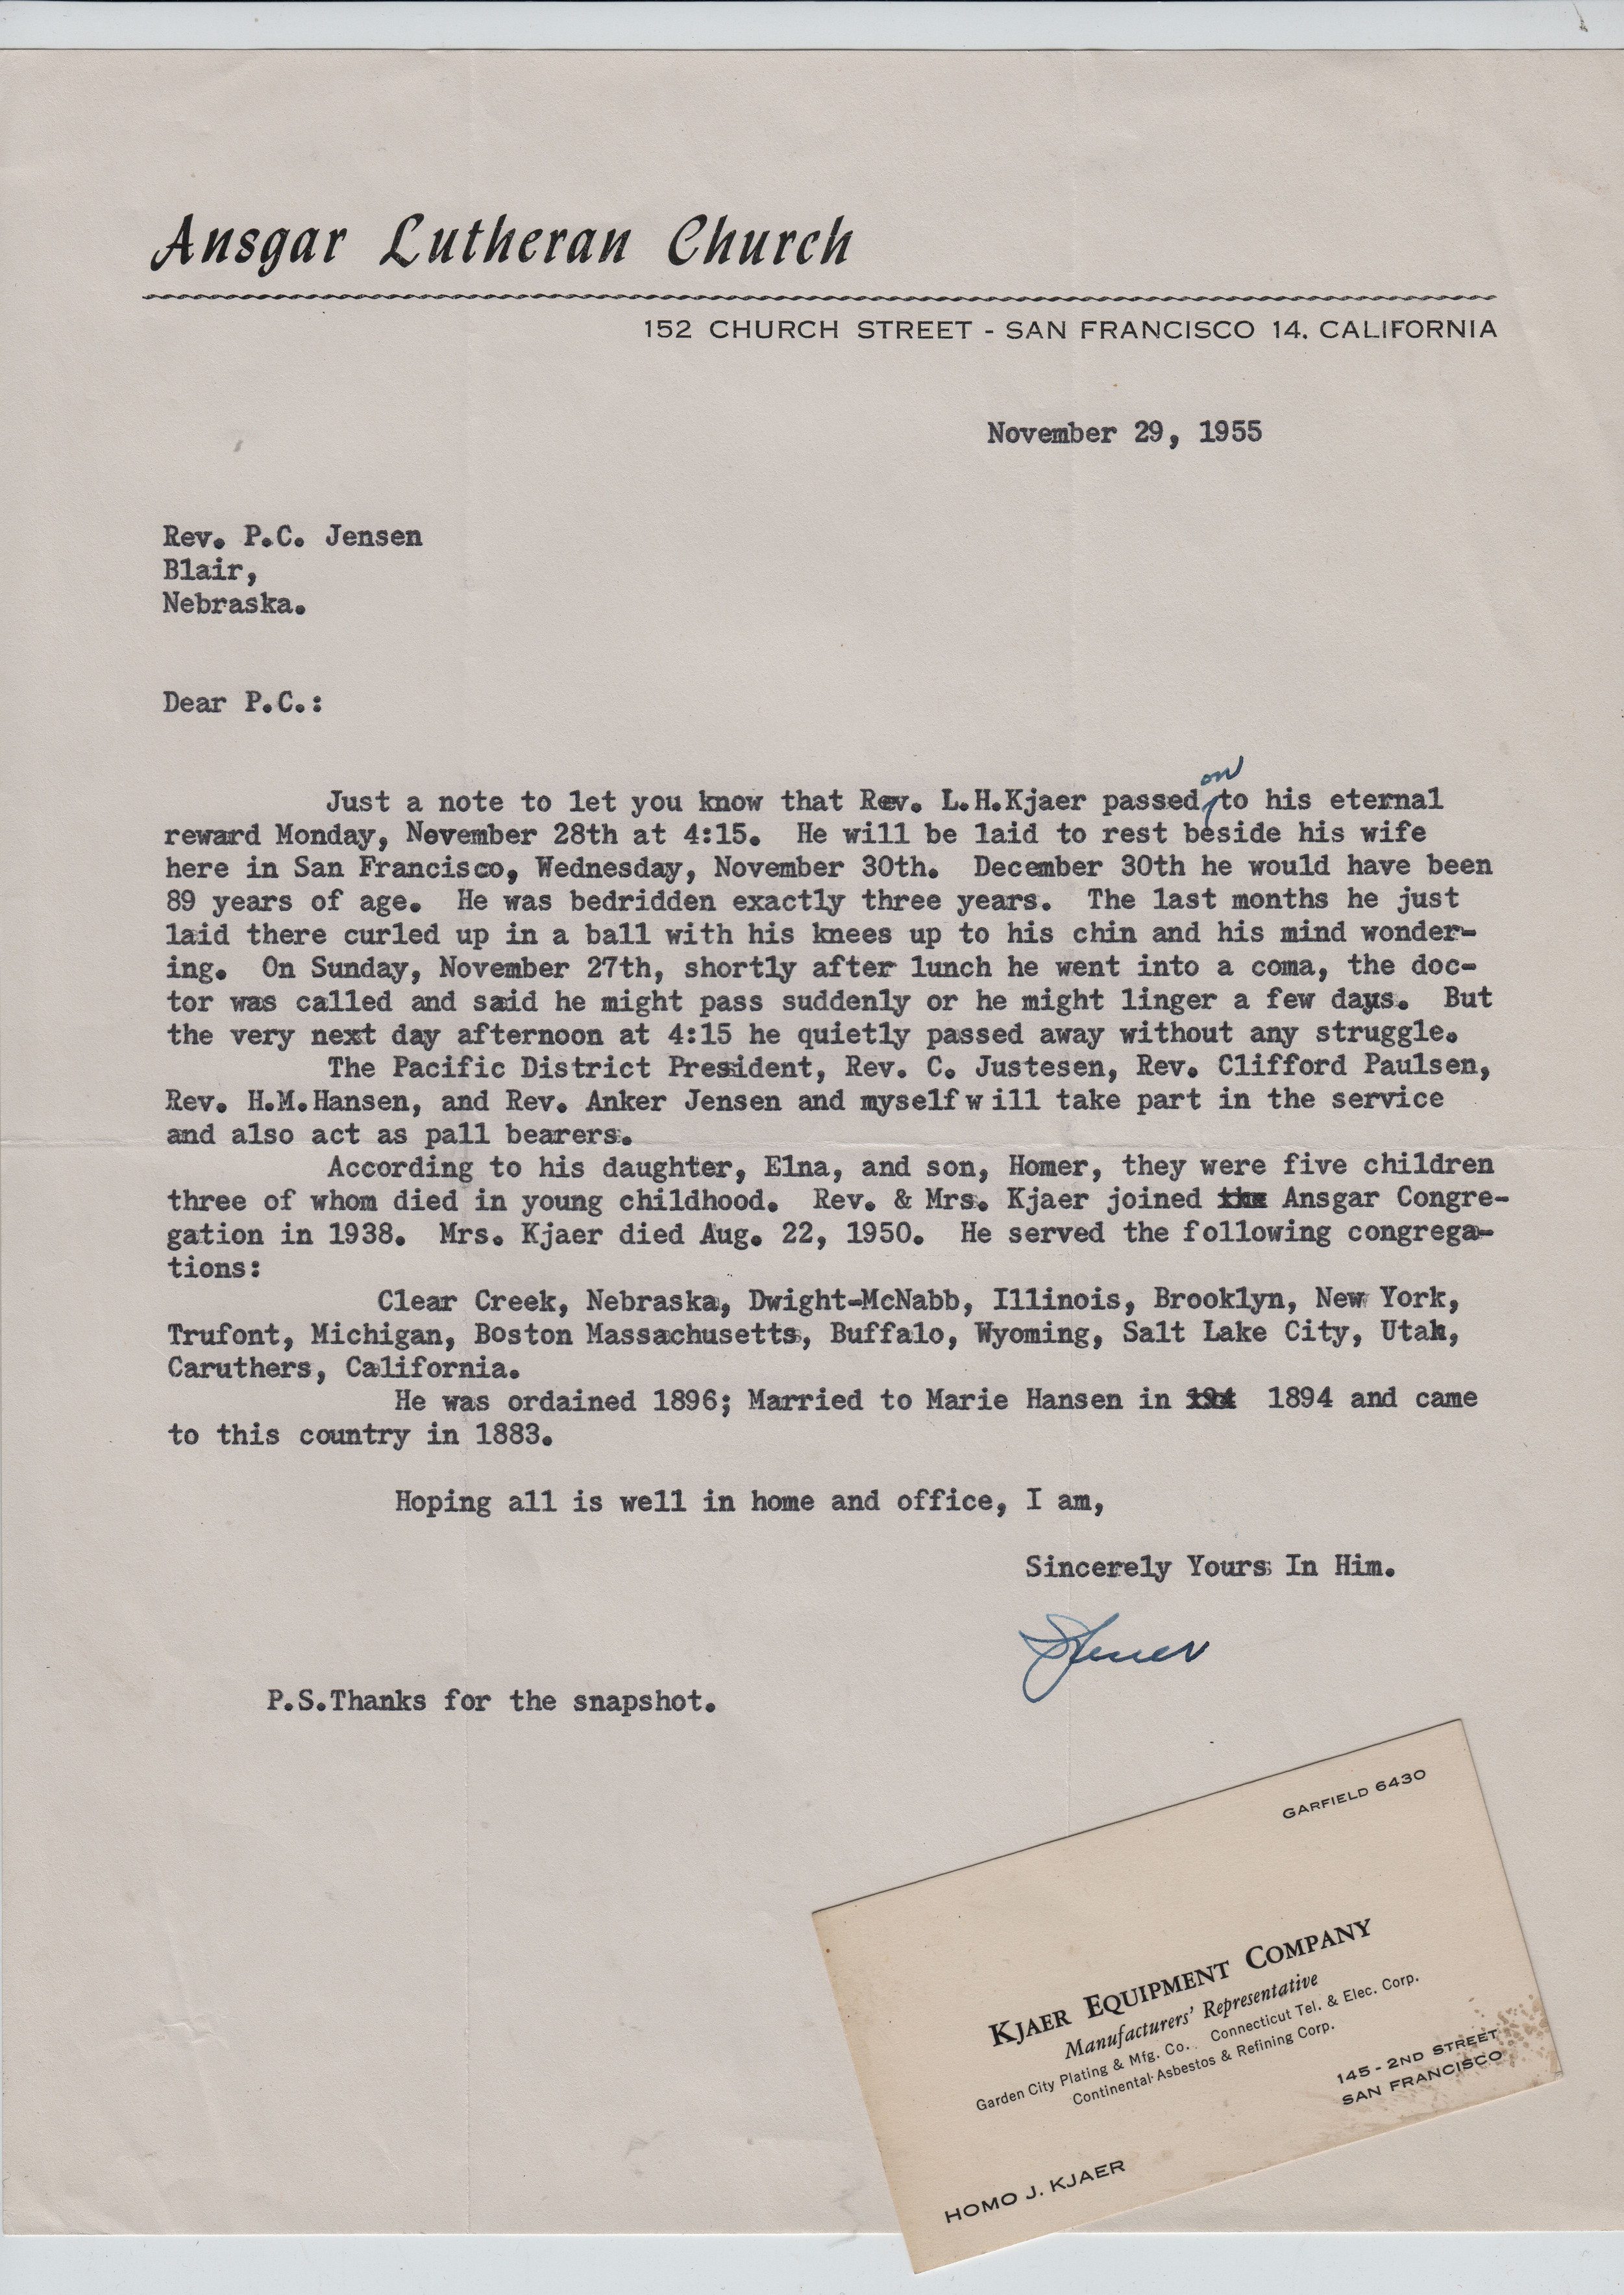 Ansgar Lutheran Church
152 CHURCH STREET - SAN FRANCISCO 14. CALIFORNIA
November 29, 1955
Rev. P.C. Jensen
Blair,
Nebraska.
Dear P.C.:
on
Just a note to let you know that Rev. L.H.Kjaer passed to his eternal
reward Monday, November 28th at 4:15. He will be laid to rest beside his wife
here in San Francisco, Wednesday, November 30th. December 30th he would have been
89 years of age. He was bedridden exactly three years. The last months he just
laid there curled up in a ball with his knees up to his chin and his mind wonder-
ing. On Sunday, November 27th, shortly after lunch he went into a coma, the doc-
tor was called and said he might pass suddenly or he might linger a few days. But
the very next day afternoon at 4:15 he quietly passed away without any struggle.
The Pacific District President, Rev. C. Justesen, Rev. Clifford Paulsen,
Rev. H.M.Hansen, and Rev. Anker Jensen and myself will take part in the service
and also act as pall bearers.
According to his daughter, Elna, and son, Homer, they were five children
three of whom died in young childhood. Rev. & Mrs. Kjaer joined the Ansgar Congre-
gation in 1938. Mrs. Kjaer died Aug. 22, 1950. He served the following congrega-
tions:
Clear Creek, Nebraska, Dwight-McNabb, Illinois, Brooklyn, New York,
Trufont, Michigan, Boston Massachusetts, Buffalo, Wyoming, Salt Lake City, Utah,
Caruthers, California.
He was ordained 1896; Married to Marie Hansen in 1894 and came
to this country in 1883.
Hoping all is well in home and office, I am,
Sincerely Yours In Him.
P.S.Thanks for the snapshot.
GARFIELD 6430
KJAER EQUIPMENT COMPANY
Manufacturers' Representative
Garden City Plating & Mfg. Co. Connecticut Tel. & Elec. Corp.
Continental Asbestos & Refining Corp.
145 - 2ND STREET
SAN FRANCISCO
HOMO J. KJAER